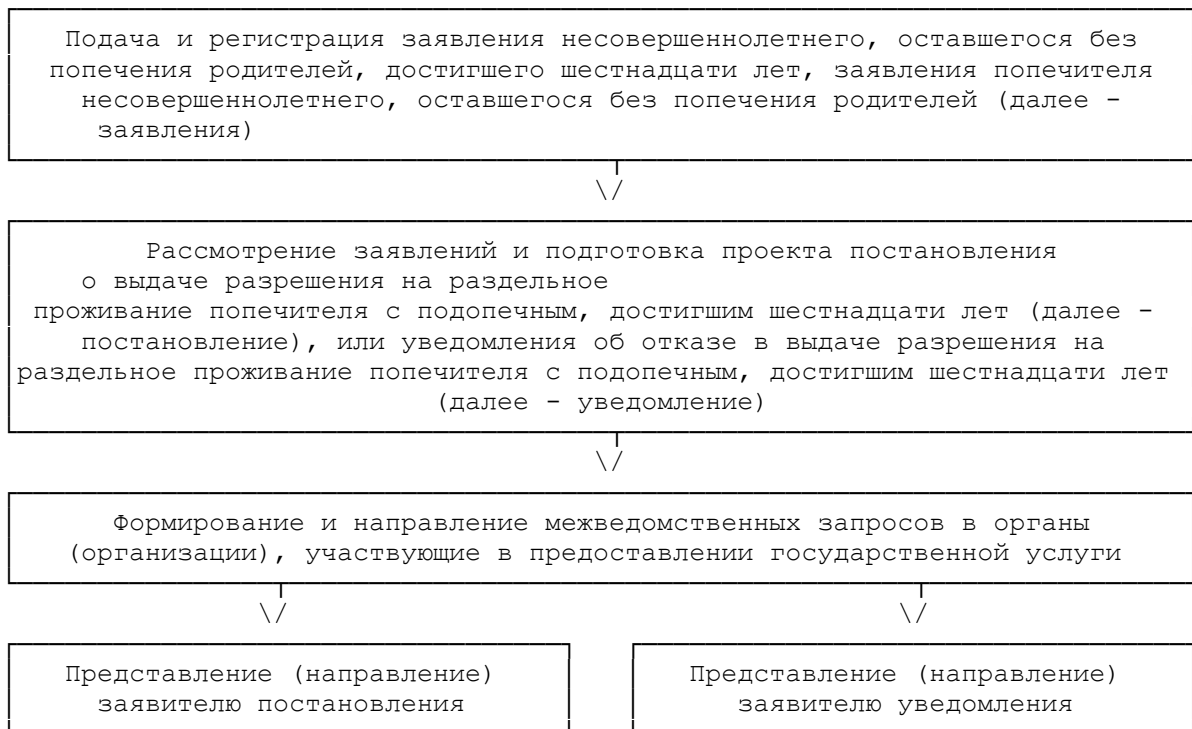 Подача и регистрация заявления несовершеннолетнего, оставшегося без
попечения родителей, достигшего шестнадцати лет, заявления попечителя
несовершеннолетнего, оставшегося без попечения родителей (далее -
заявления)
\/
Рассмотрение заявлений и подготовка проекта постановления
о выдаче разрешения на раздельное
проживание попечителя с подопечным, достигшим шестнадцати лет (далее -
постановление), или уведомления об отказе в выдаче разрешения на
раздельное проживание попечителя с подопечным, достигшим шестнадцати лет
(далее - уведомление)
\/
Формирование и направление межведомственных запросов в органы
(организации), участвующие в предоставлении государственной услуги
\/ \/
Представление (направление)
заявителю постановления
Представление (направление)
заявителю уведомления